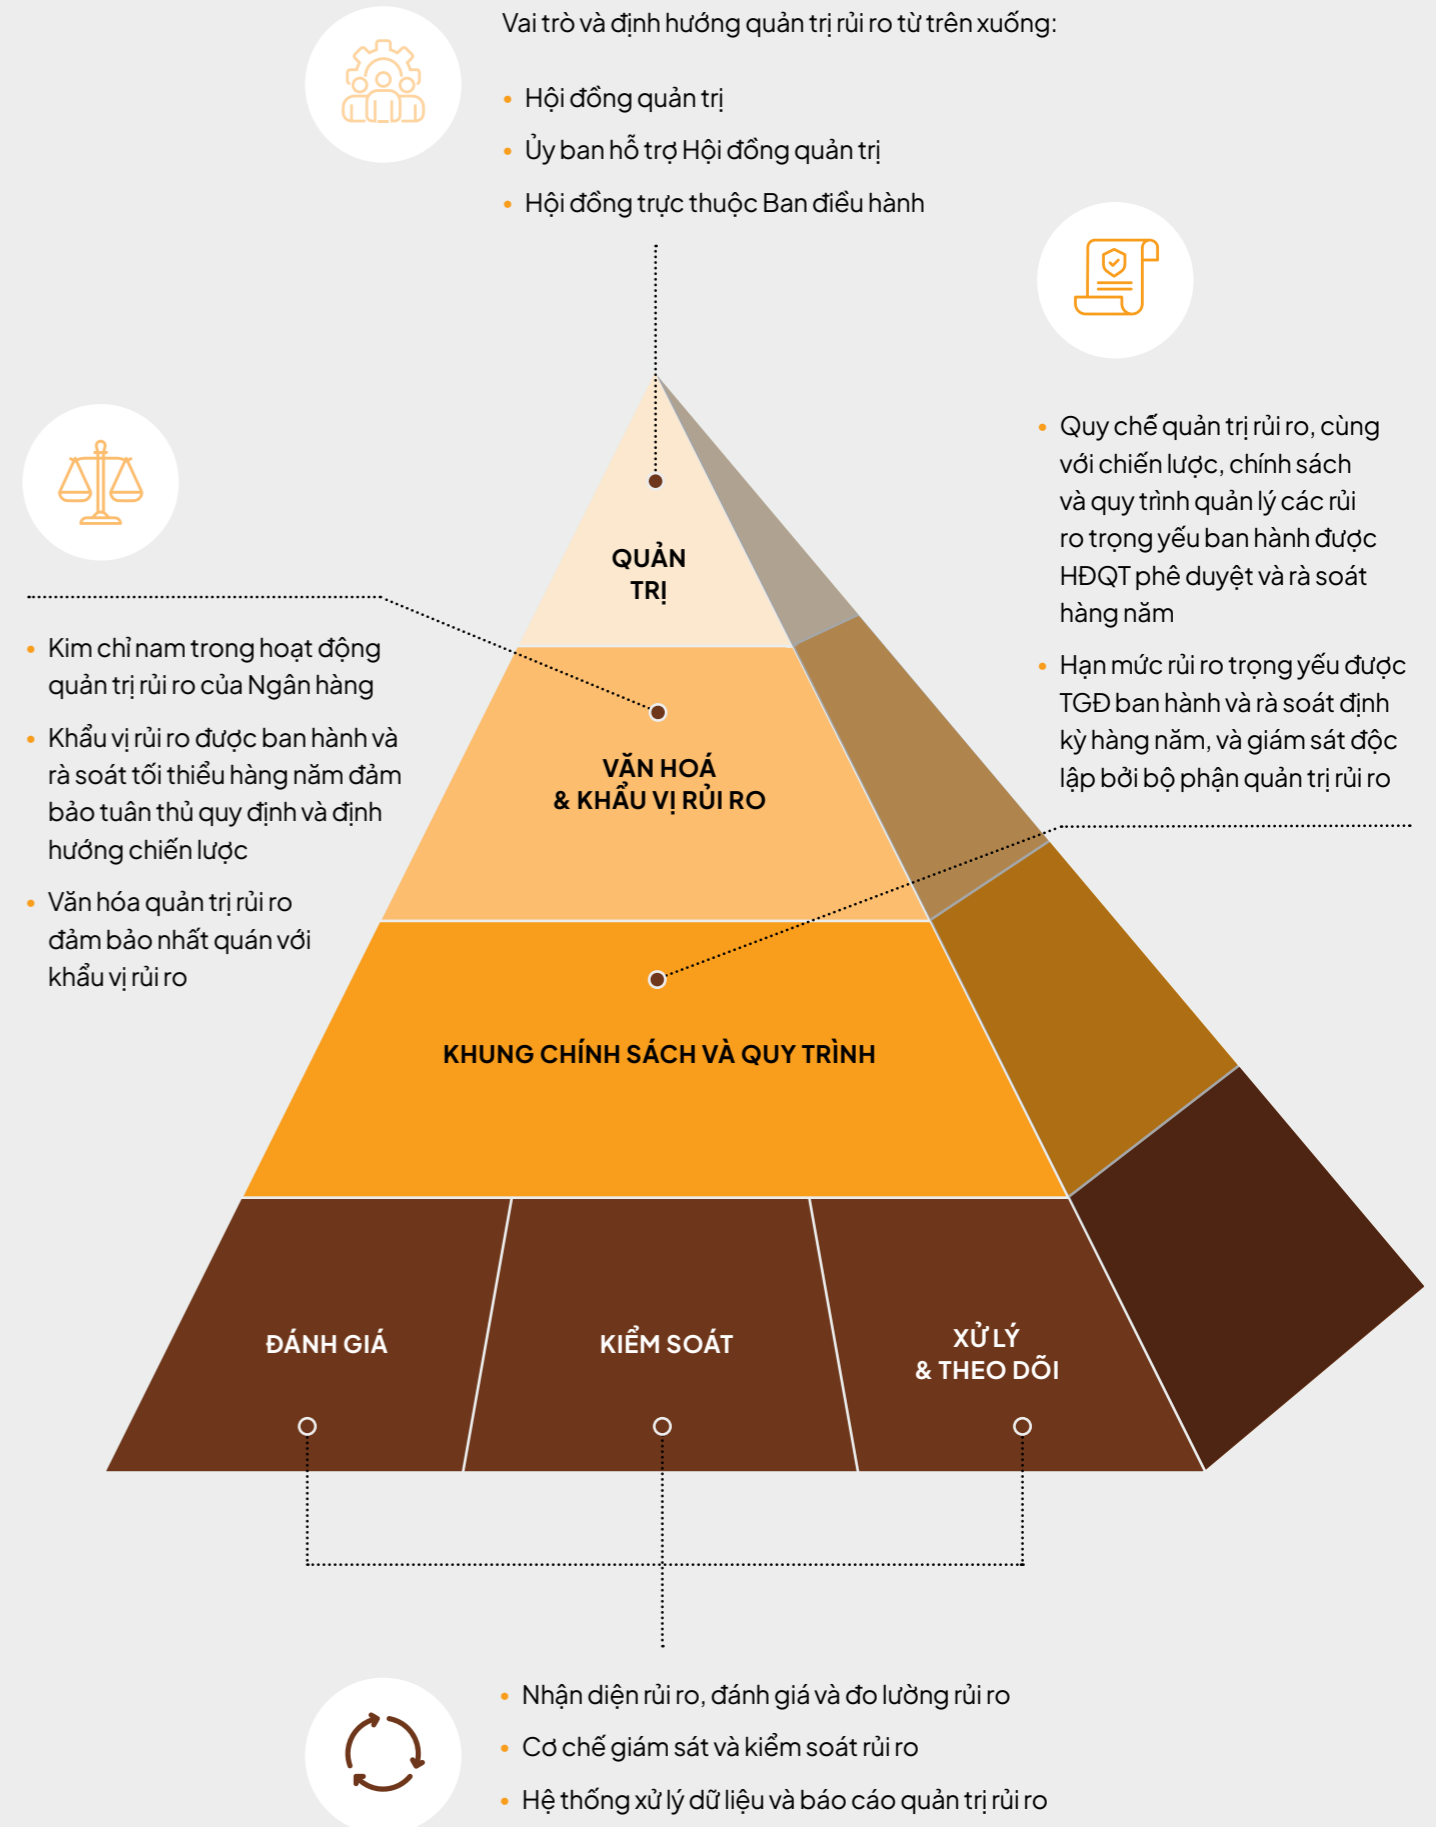 Vai trò và định hướng quản trị rủi ro từ trên xuống:
• Hội đồng quản trị
• Ủy ban hỗ trợ Hội đồng quản trị
• Hội đồng trực thuộc Ban điều hành
• Quy chế quản trị rủi ro, cùng
với chiến lược, chính sách
và quy trình quản lý các rủi
ro trọng yếu ban hành được
HĐQT phê duyệt và rà soát
hàng năm
• Hạn mức rủi ro trọng yếu được
TGĐ ban hành và rà soát định
kỳ hàng năm, và giám sát độc
lập bởi bộ phận quản trị rủi ro
• Kim chỉ nam trong hoạt động
quản trị rủi ro của Ngân hàng
• Khẩu vị rủi ro được ban hành và
rà soát tối thiểu hàng năm đảm
bảo tuân thủ quy định và định
hướng chiến lược
• Văn hóa quản trị rủi ro
đảm bảo nhất quán với
khẩu vị rủi ro
QUẢN
TRỊ
VĂN HOÁ
& KHẨU VỊ RỦI RO
KHUNG CHÍNH SÁCH VÀ QUY TRÌNH
ĐÁNH GIÁ
KIỂM SOÁT
XỬ LÝ
& THEO DÕI
• Nhận diện rủi ro, đánh giá và đo lường rủi ro
• Cơ chế giám sát và kiểm soát rủi ro
• Hệ thống xử lý dữ liệu và báo cáo quản trị rủi ro